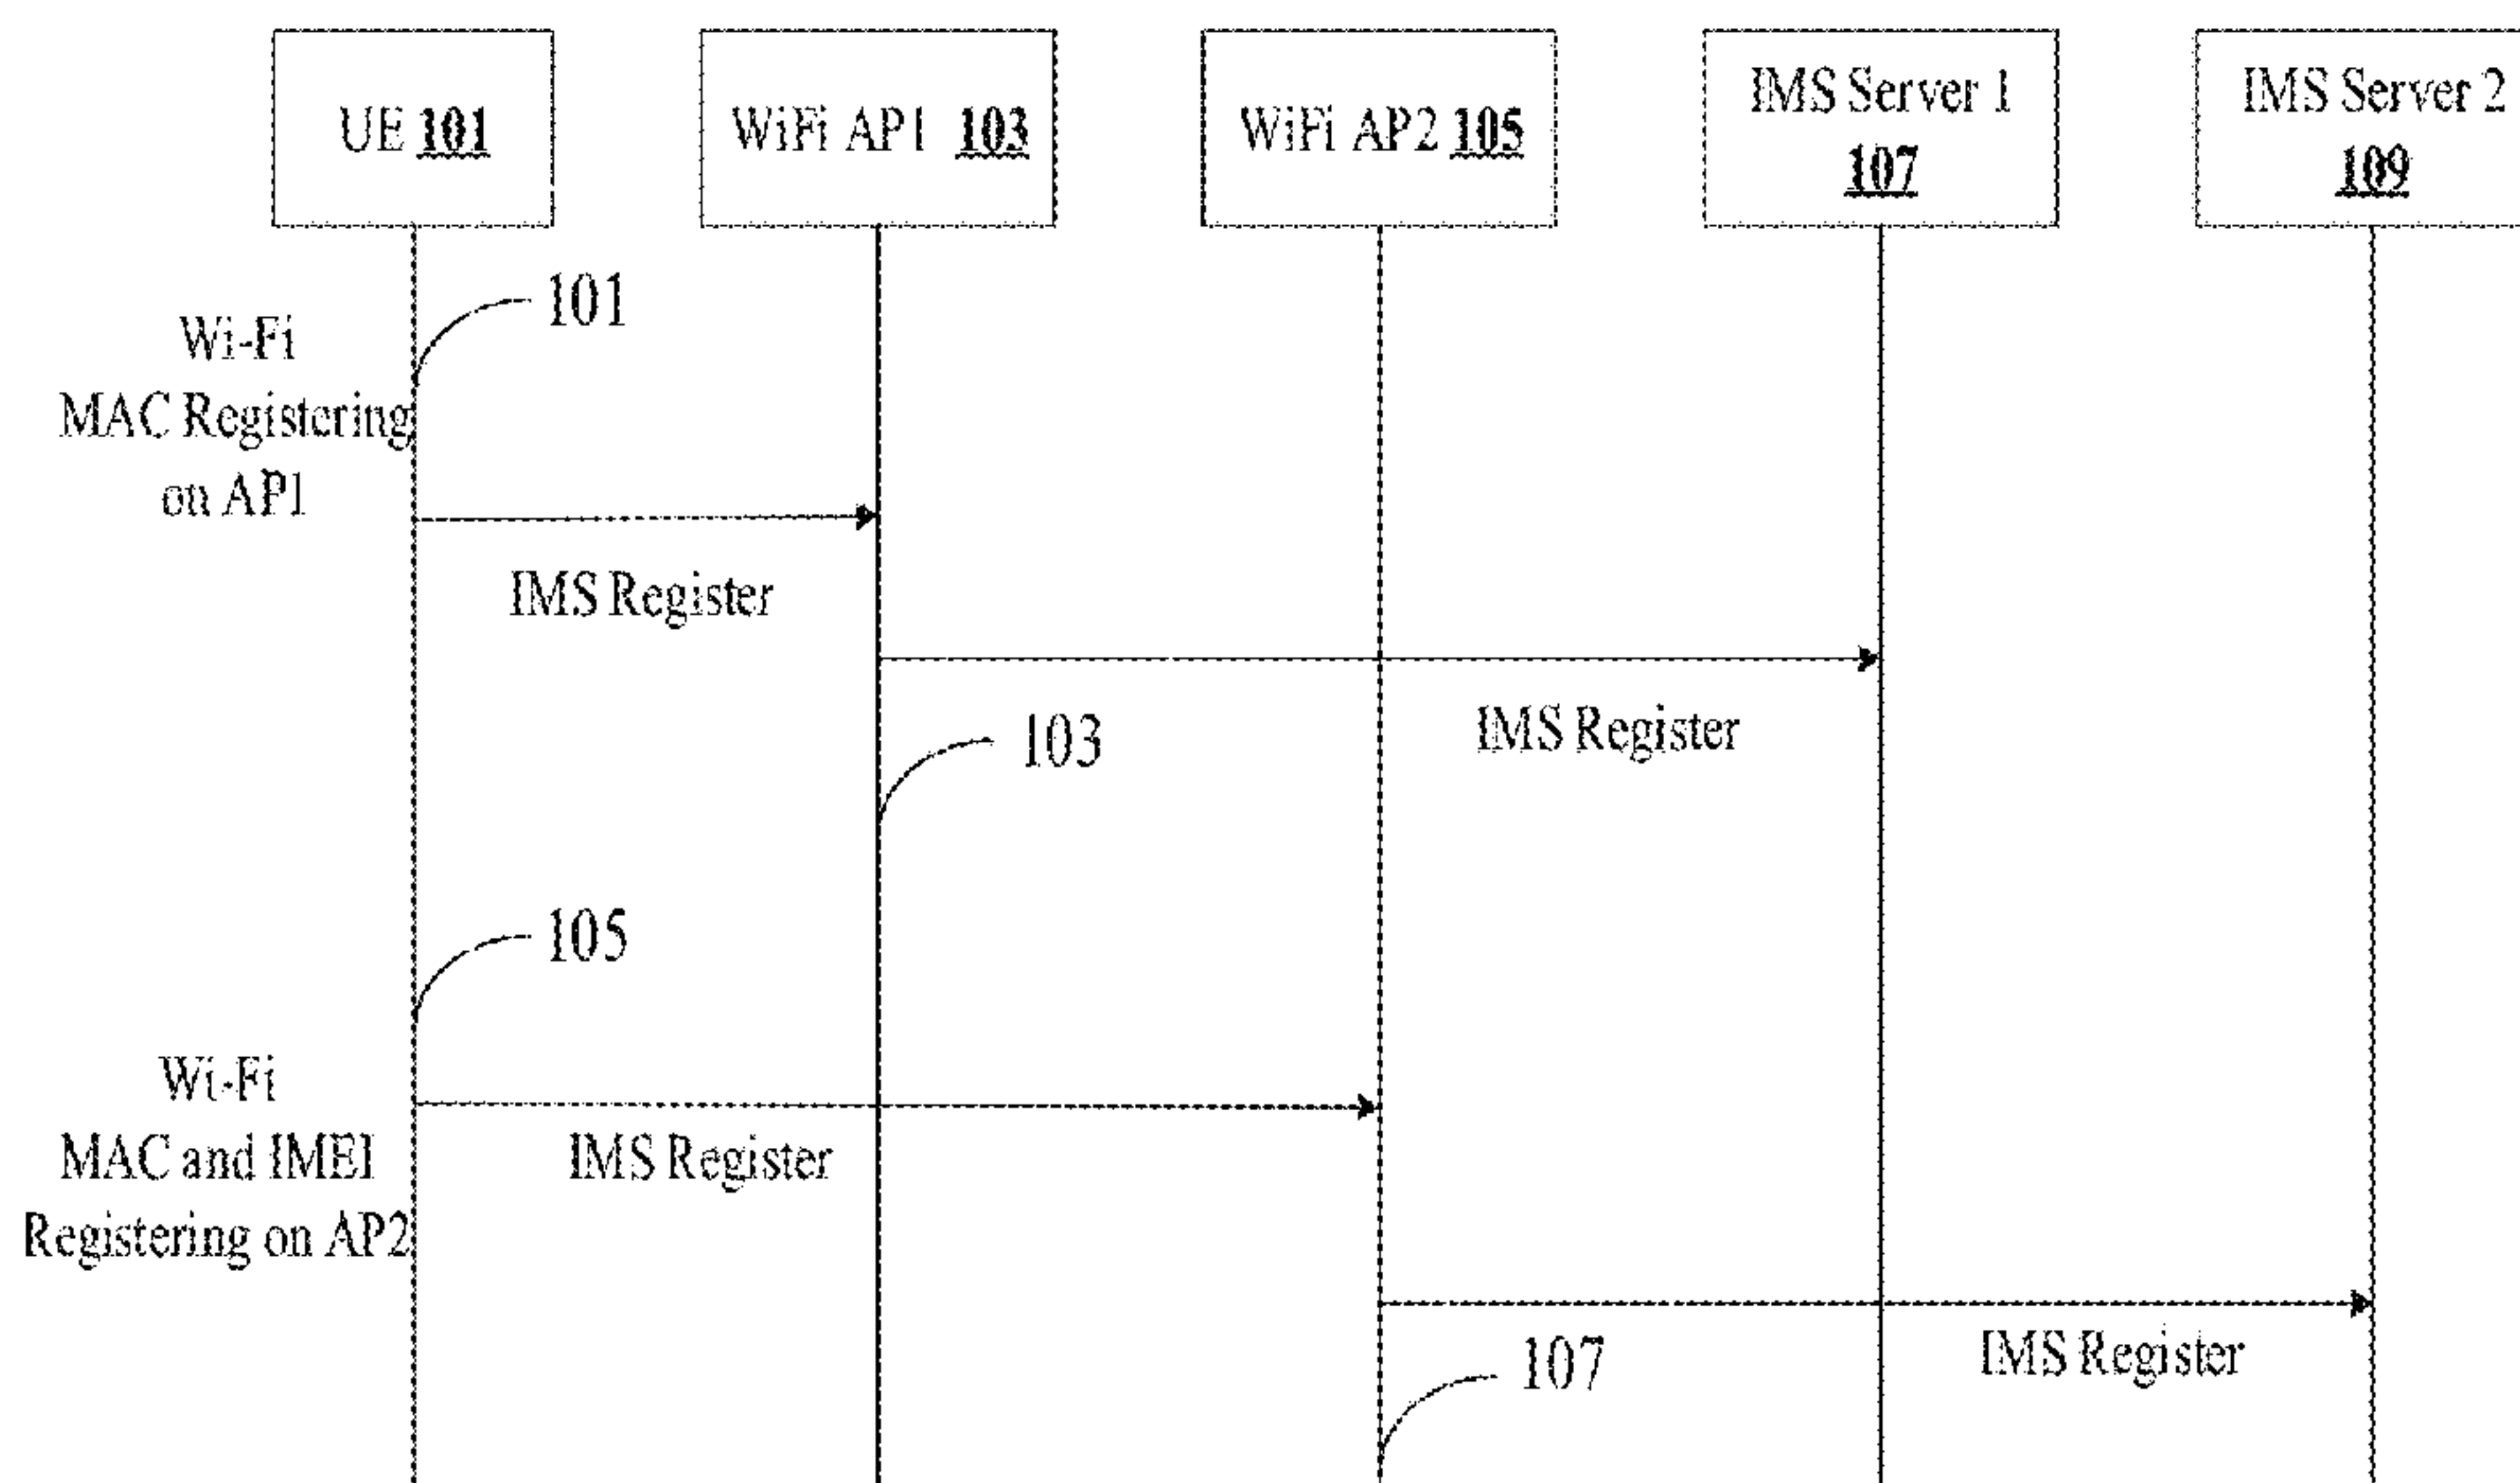 UE 101
WiFi AP1 103
WiFi AP2 105
IMS Server 1
107
IMS Server 2
109
101
Wi-Fi
MAC Registering
on AP1
IMS Register
IMS Register
103
105
Wi-Fi
MAC and IMEI
Registering on AP2
IMS Register
IMS Register
107